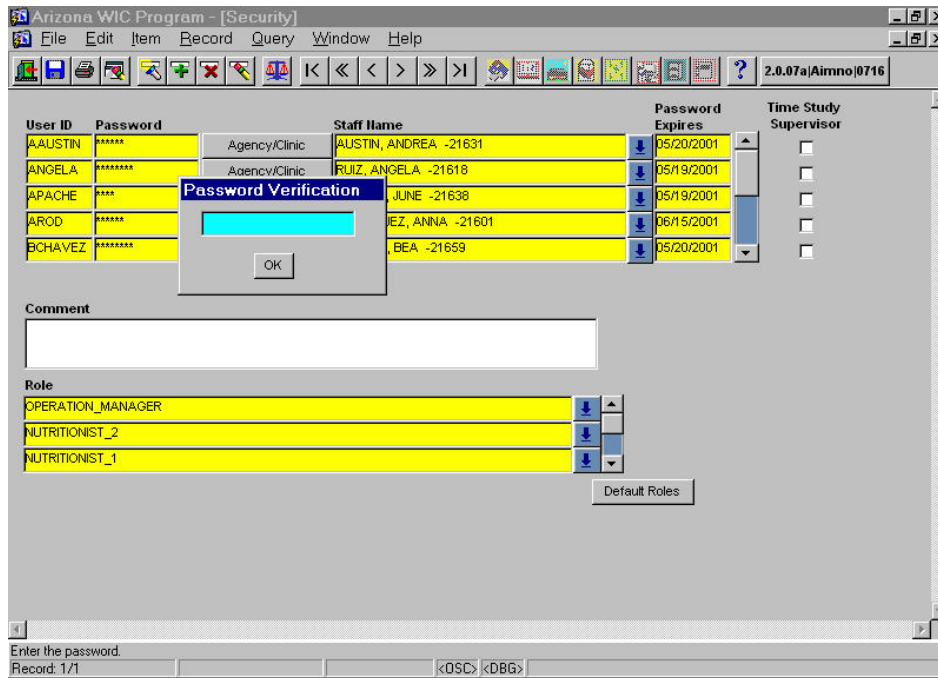 Arizona WIC Program - [Security]
File Edit Item Record Query Window Help
? 2.0.07a|Aimno|0716
Password Time Study
User ID Password Staff Name Expires Supervisor
AAUSTIN ****** Agency/Clinic AUSTIN, ANDREA -21631 05/20/2001
ANGELA ****** Agency/Clinic RUIZ, ANGELA -21618 05/19/2001
Password Verification
APACHE **** , JUNE -21638 05/19/2001
AROD ****** EZ, ANNA -21601 06/15/2001
BCHAVEZ ******** , BEA -21659 05/20/2001
OK
Comment
Role
OPERATION_MANAGER
NUTRITIONIST_2
NUTRITIONIST_1
Default Roles
Enter the password.
Record: 1/1 <OSC> <DBG>